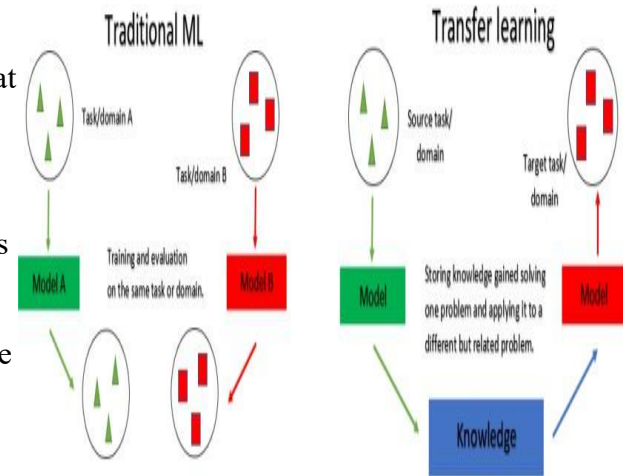 Traditional ML
Transfer learning
at
s
e
Task/domain A
Task/domain B
Model A
Training and evaluation
on the same task or domain.
Model B
Source task/
domain
Target task/
domain
Model
Storing knowledge gained solving
one problem and applying it to a
different but related problem.
Model
Knowledge